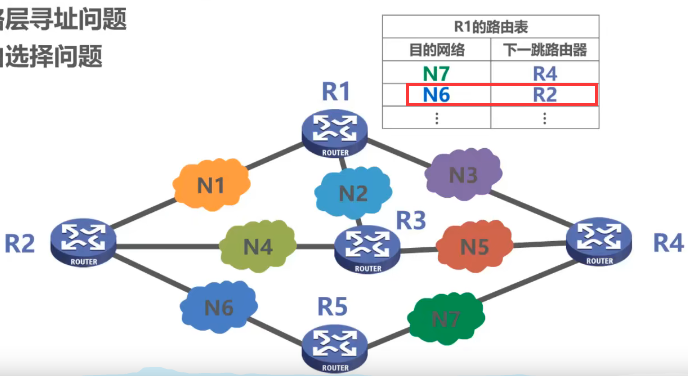 层寻址问题
选择问题
R1的路由表
目的网络 下一跳路由器
N7 R4
N6 R2
⋮ ⋮
R1
ROUTER
N1
N2
N3
R2
ROUTER
N4
R3
ROUTER
N5
R4
ROUTER
N6
R5
ROUTER
N7